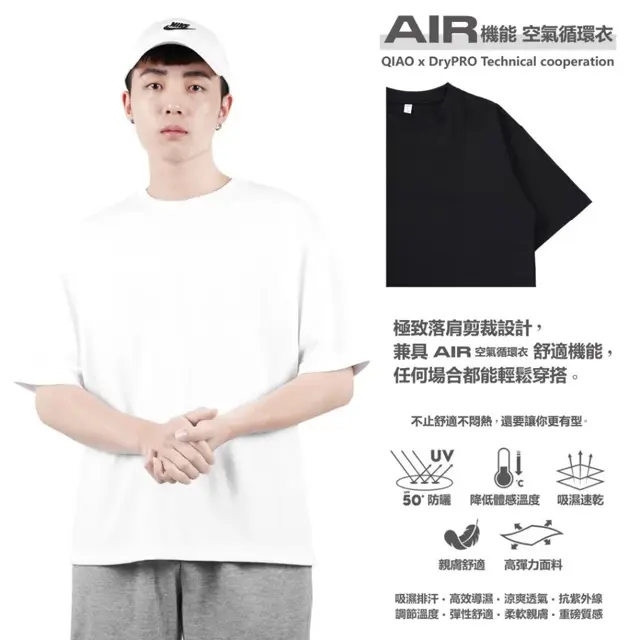 NIKE
AIR機能 空氣循環衣
QIAO x DryPRO Technical cooperation
極致落肩剪裁設計,
兼具 AIR 空氣循環衣 舒適機能,
任何場合都能輕鬆穿搭。
不止舒適不悶熱,還要讓你更有型。
UV
°C
50+ 防曬
降低體感溫度
吸濕速乾
親膚舒適
高彈力面料
吸濕排汗・高效導濕・涼爽透氣・抗紫外線
調節溫度・彈性舒適・柔軟親膚・重磅質感